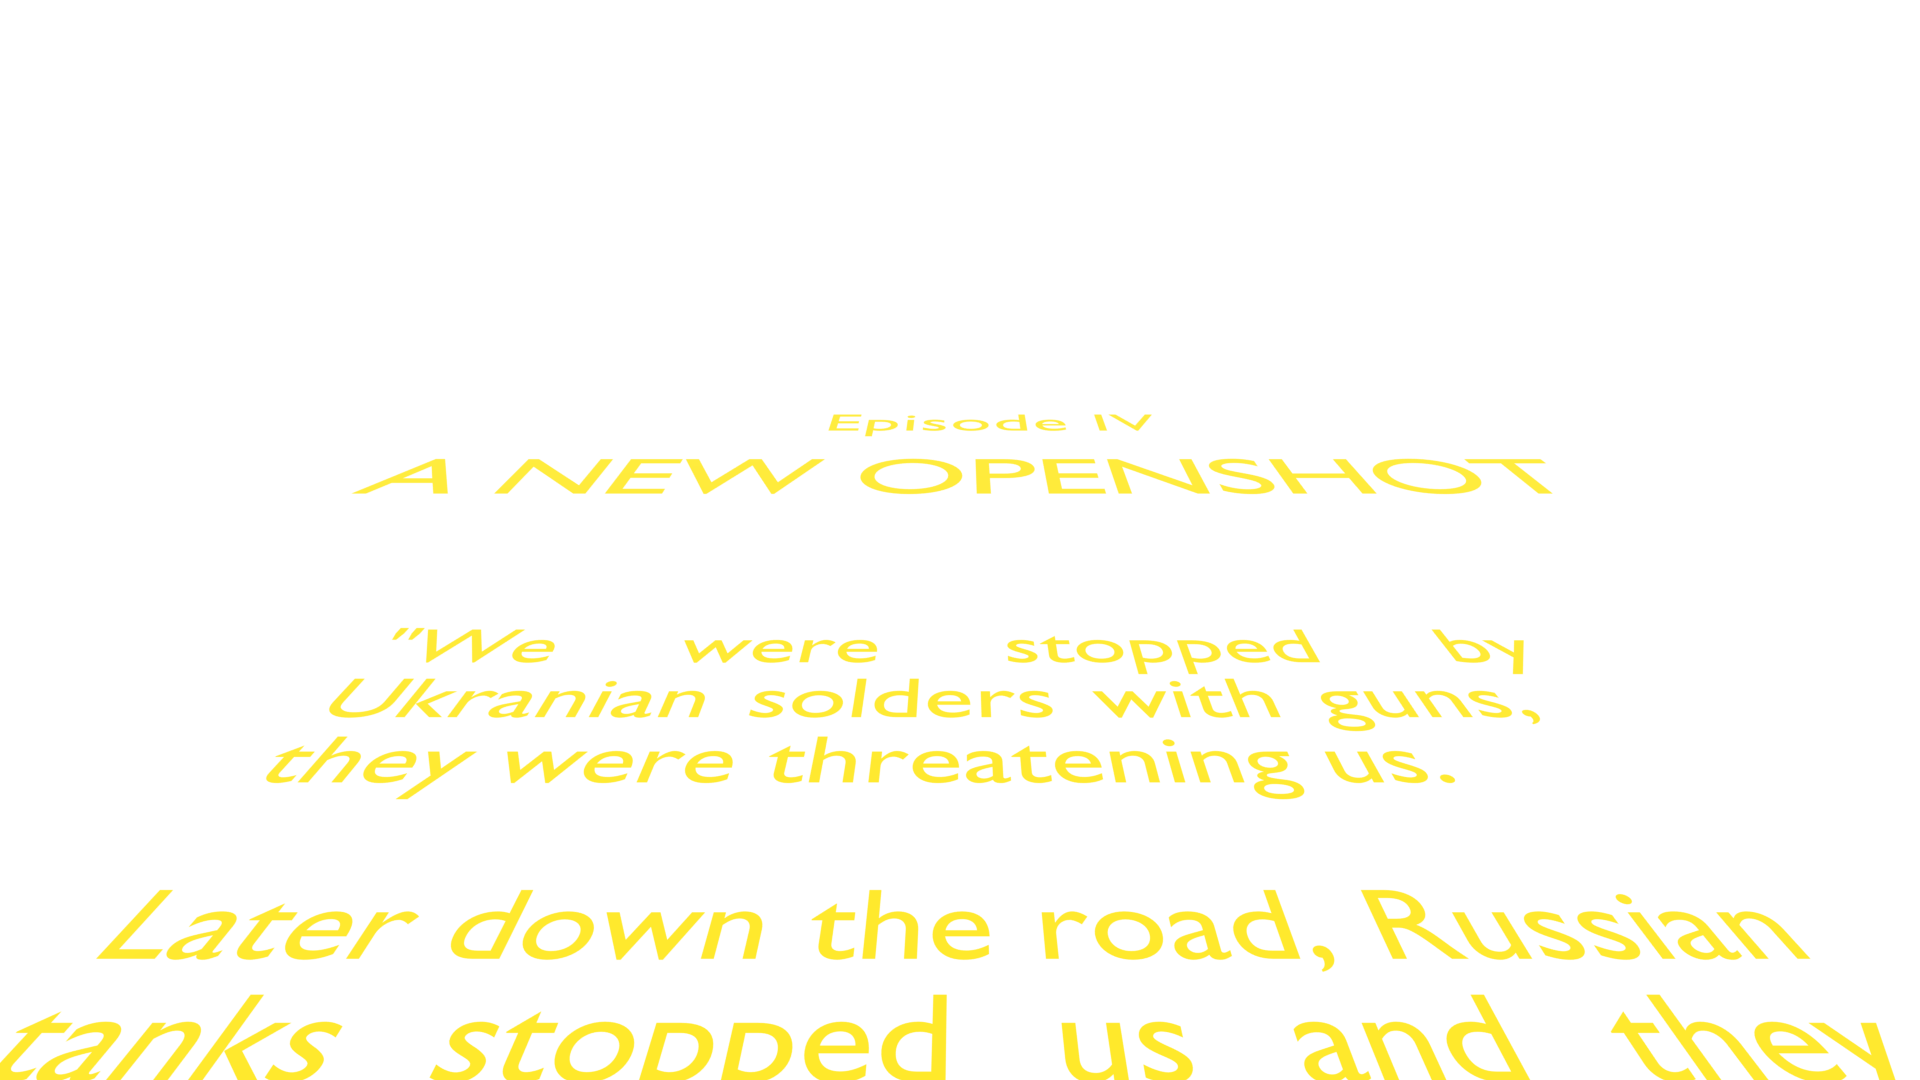 Episode IV
A NEW OPENSHOT
"We were stopped by
Ukranian solders with guns,
they were threatening us.
Later down the road, Russian
tanks stopped us and they